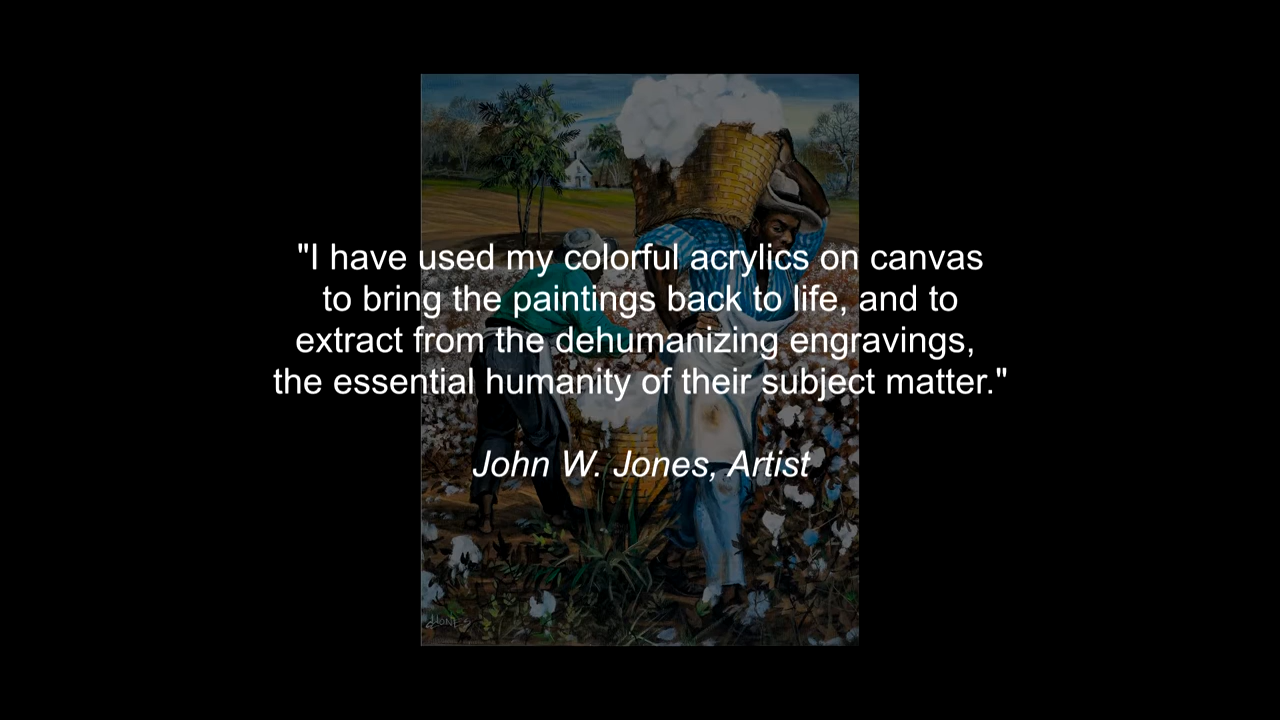 "I have used my colorful acrylics on canvas
to bring the paintings back to life, and to
extract from the dehumanizing engravings,
the essential humanity of their subject matter."
John W. Jones, Artist
JONES